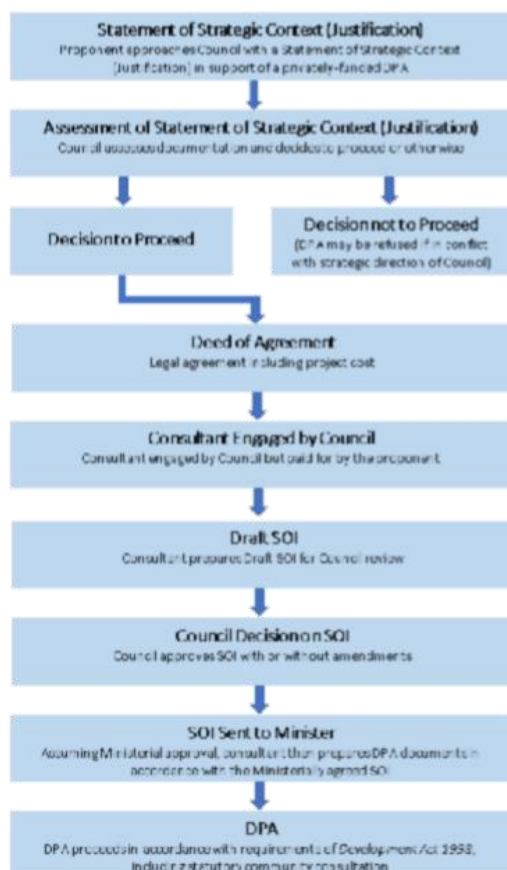 Statement of Strategic Context (Justification)
Proponent approaches Council with a Statement of Strategic Context
(Justification) in support of a privately-funded DPA
Assessment of Statement of Strategic Context (Justification)
Council assesses documentation and decides to proceed or otherwise
Decision to Proceed
Decision not to Proceed
(DPA may be refused if in conflict
with strategic direction of Council)
Deed of Agreement
Legal agreement including project cost
Consultant Engaged by Council
Consultant engaged by Council but paid for by the proponent
Draft SOI
Consultant prepares Draft SOI for Council review
Council Decision on SOI
Council approves SOI with or without amendments
SOI Sent to Minister
Assuming Ministerial approval, consultant then prepares DPA documents in
accordance with the Ministerially agreed SOI
DPA
DPA proceeds in accordance with requirements of Development Act 1993,
including statutory community consultation